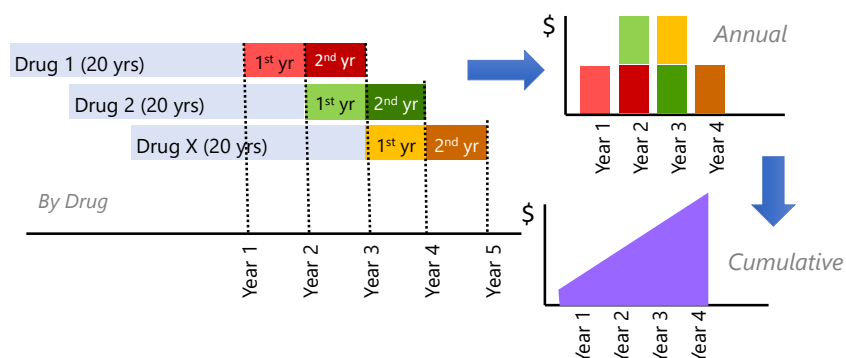 Drug 1 (20 yrs)
1st yr
2nd yr
Drug 2 (20 yrs)
1st yr
2nd yr
Drug X (20 yrs)
1st yr
2nd yr
By Drug
Year 1
Year 2
Year 3
Year 4
Year 5
$
Annual
Year 1
Year 2
Year 3
Year 4
$
Cumulative
Year 1
Year 2
Year 3
Year 4